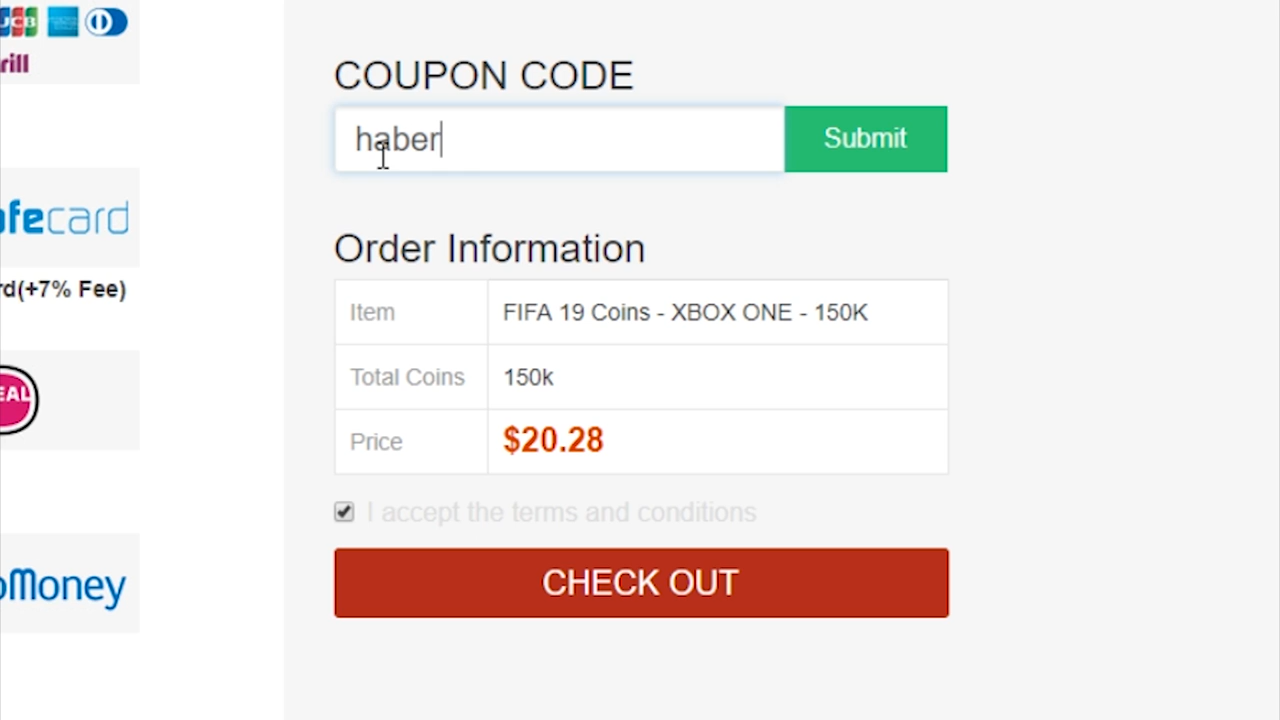 JCB
rill
fecard
rd(+7% Fee)
EAL
oMoney
COUPON CODE
haber
Submit
Order Information
Item FIFA 19 Coins - XBOX ONE - 150K
Total Coins 150k
Price $20.28
I accept the terms and conditions
CHECK OUT